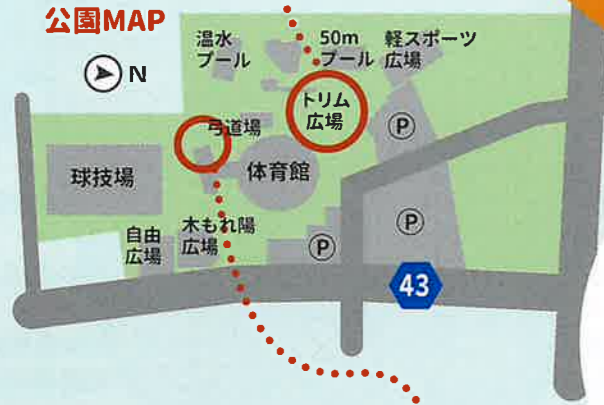 公園MAP
N
温水
プール
50m
プール
軽スポーツ
広場
トリム
広場
弓道場
P
球技場
体育館
自由
広場
木もれ陽
広場
P
P
43